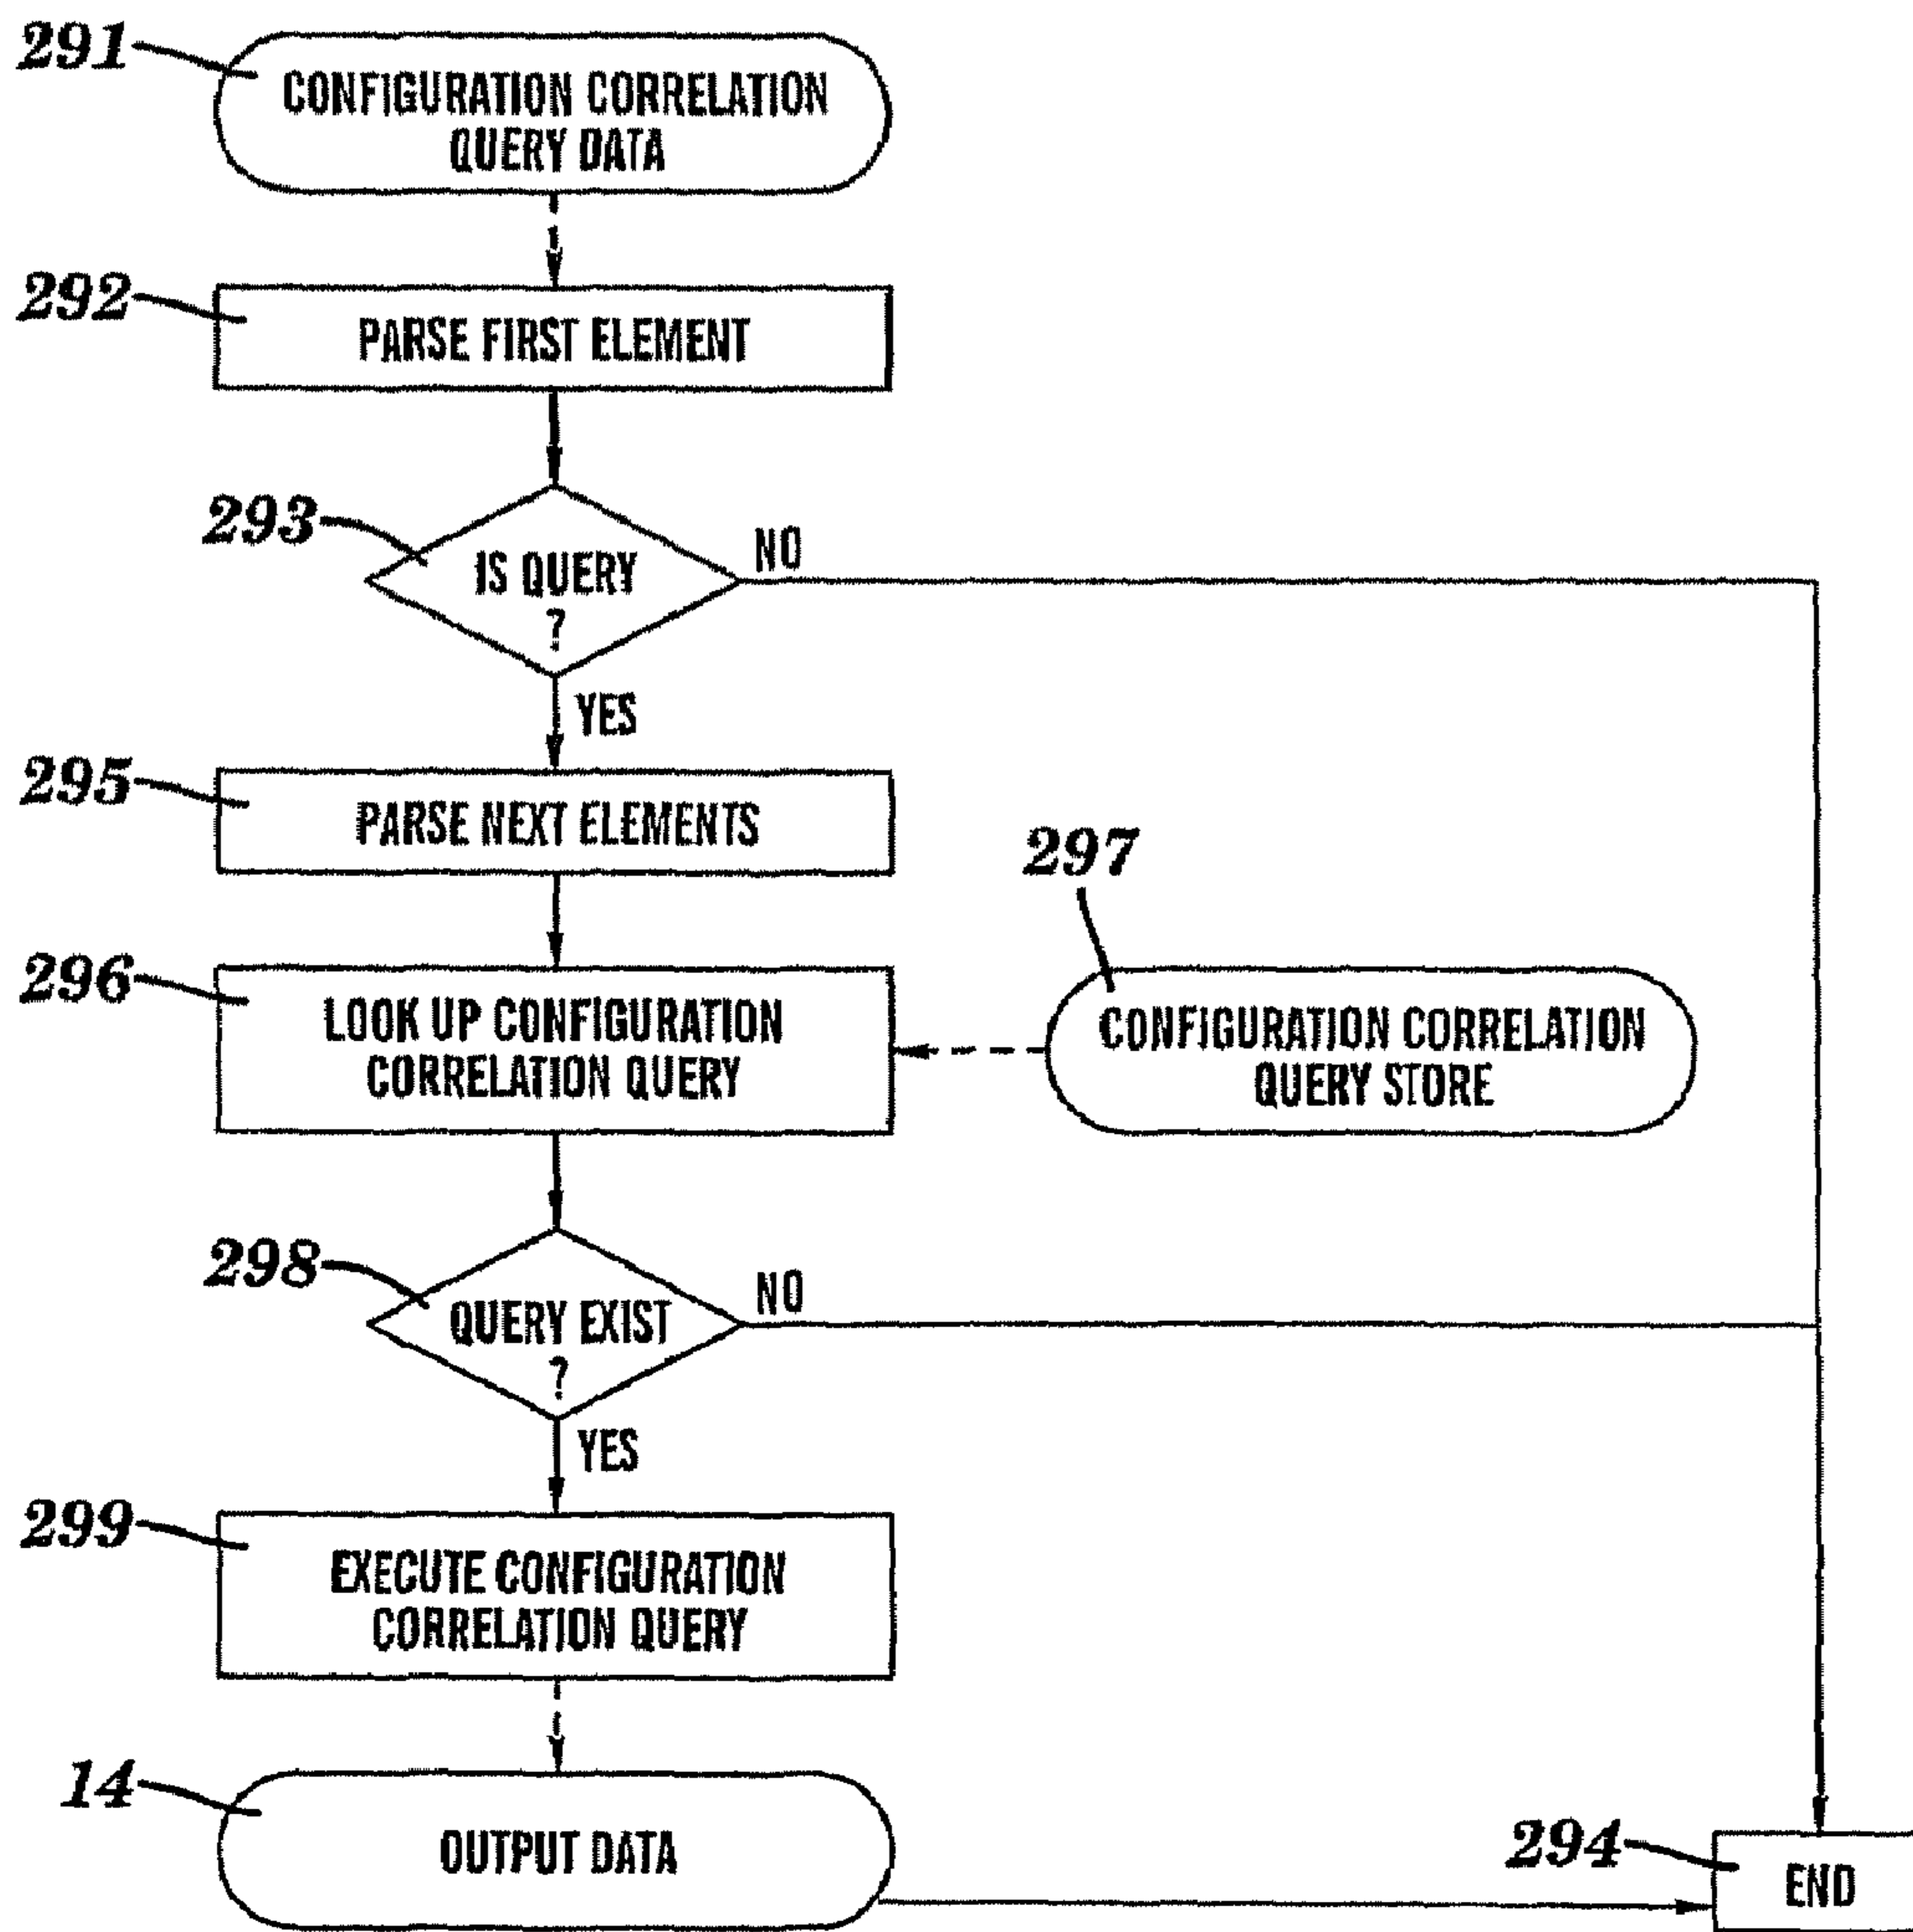 291
CONFIGURATION CORRELATION
QUERY DATA
292
PARSE FIRST ELEMENT
293
IS QUERY
?
NO
YES
295
PARSE NEXT ELEMENTS
297
296
LOOK UP CONFIGURATION
CORRELATION QUERY
CONFIGURATION CORRELATION
QUERY STORE
298
QUERY EXIST
?
NO
YES
299
EXECUTE CONFIGURATION
CORRELATION QUERY
14
OUTPUT DATA
294
END